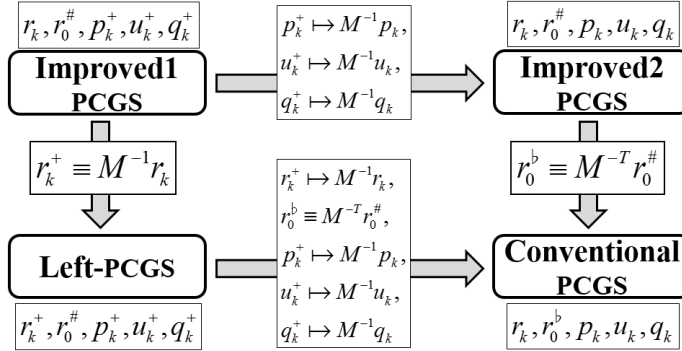 r_k, r_0^#, p_k^+, u_k^+, q_k^+
Improved1
PCGS
p_k^+ ↦ M^{-1} p_k,
u_k^+ ↦ M^{-1} u_k,
q_k^+ ↦ M^{-1} q_k
r_k, r_0^#, p_k, u_k, q_k
Improved2
PCGS
r_k^+ ≡ M^{-1} r_k
r_k^+ ↦ M^{-1} r_k,
r_0^♭ ≡ M^{-T} r_0^#,
p_k^+ ↦ M^{-1} p_k,
u_k^+ ↦ M^{-1} u_k,
q_k^+ ↦ M^{-1} q_k
r_0^♭ ≡ M^{-T} r_0^#
Left-PCGS
r_k^+, r_0^#, p_k^+, u_k^+, q_k^+
Conventional
PCGS
r_k, r_0^♭, p_k, u_k, q_k